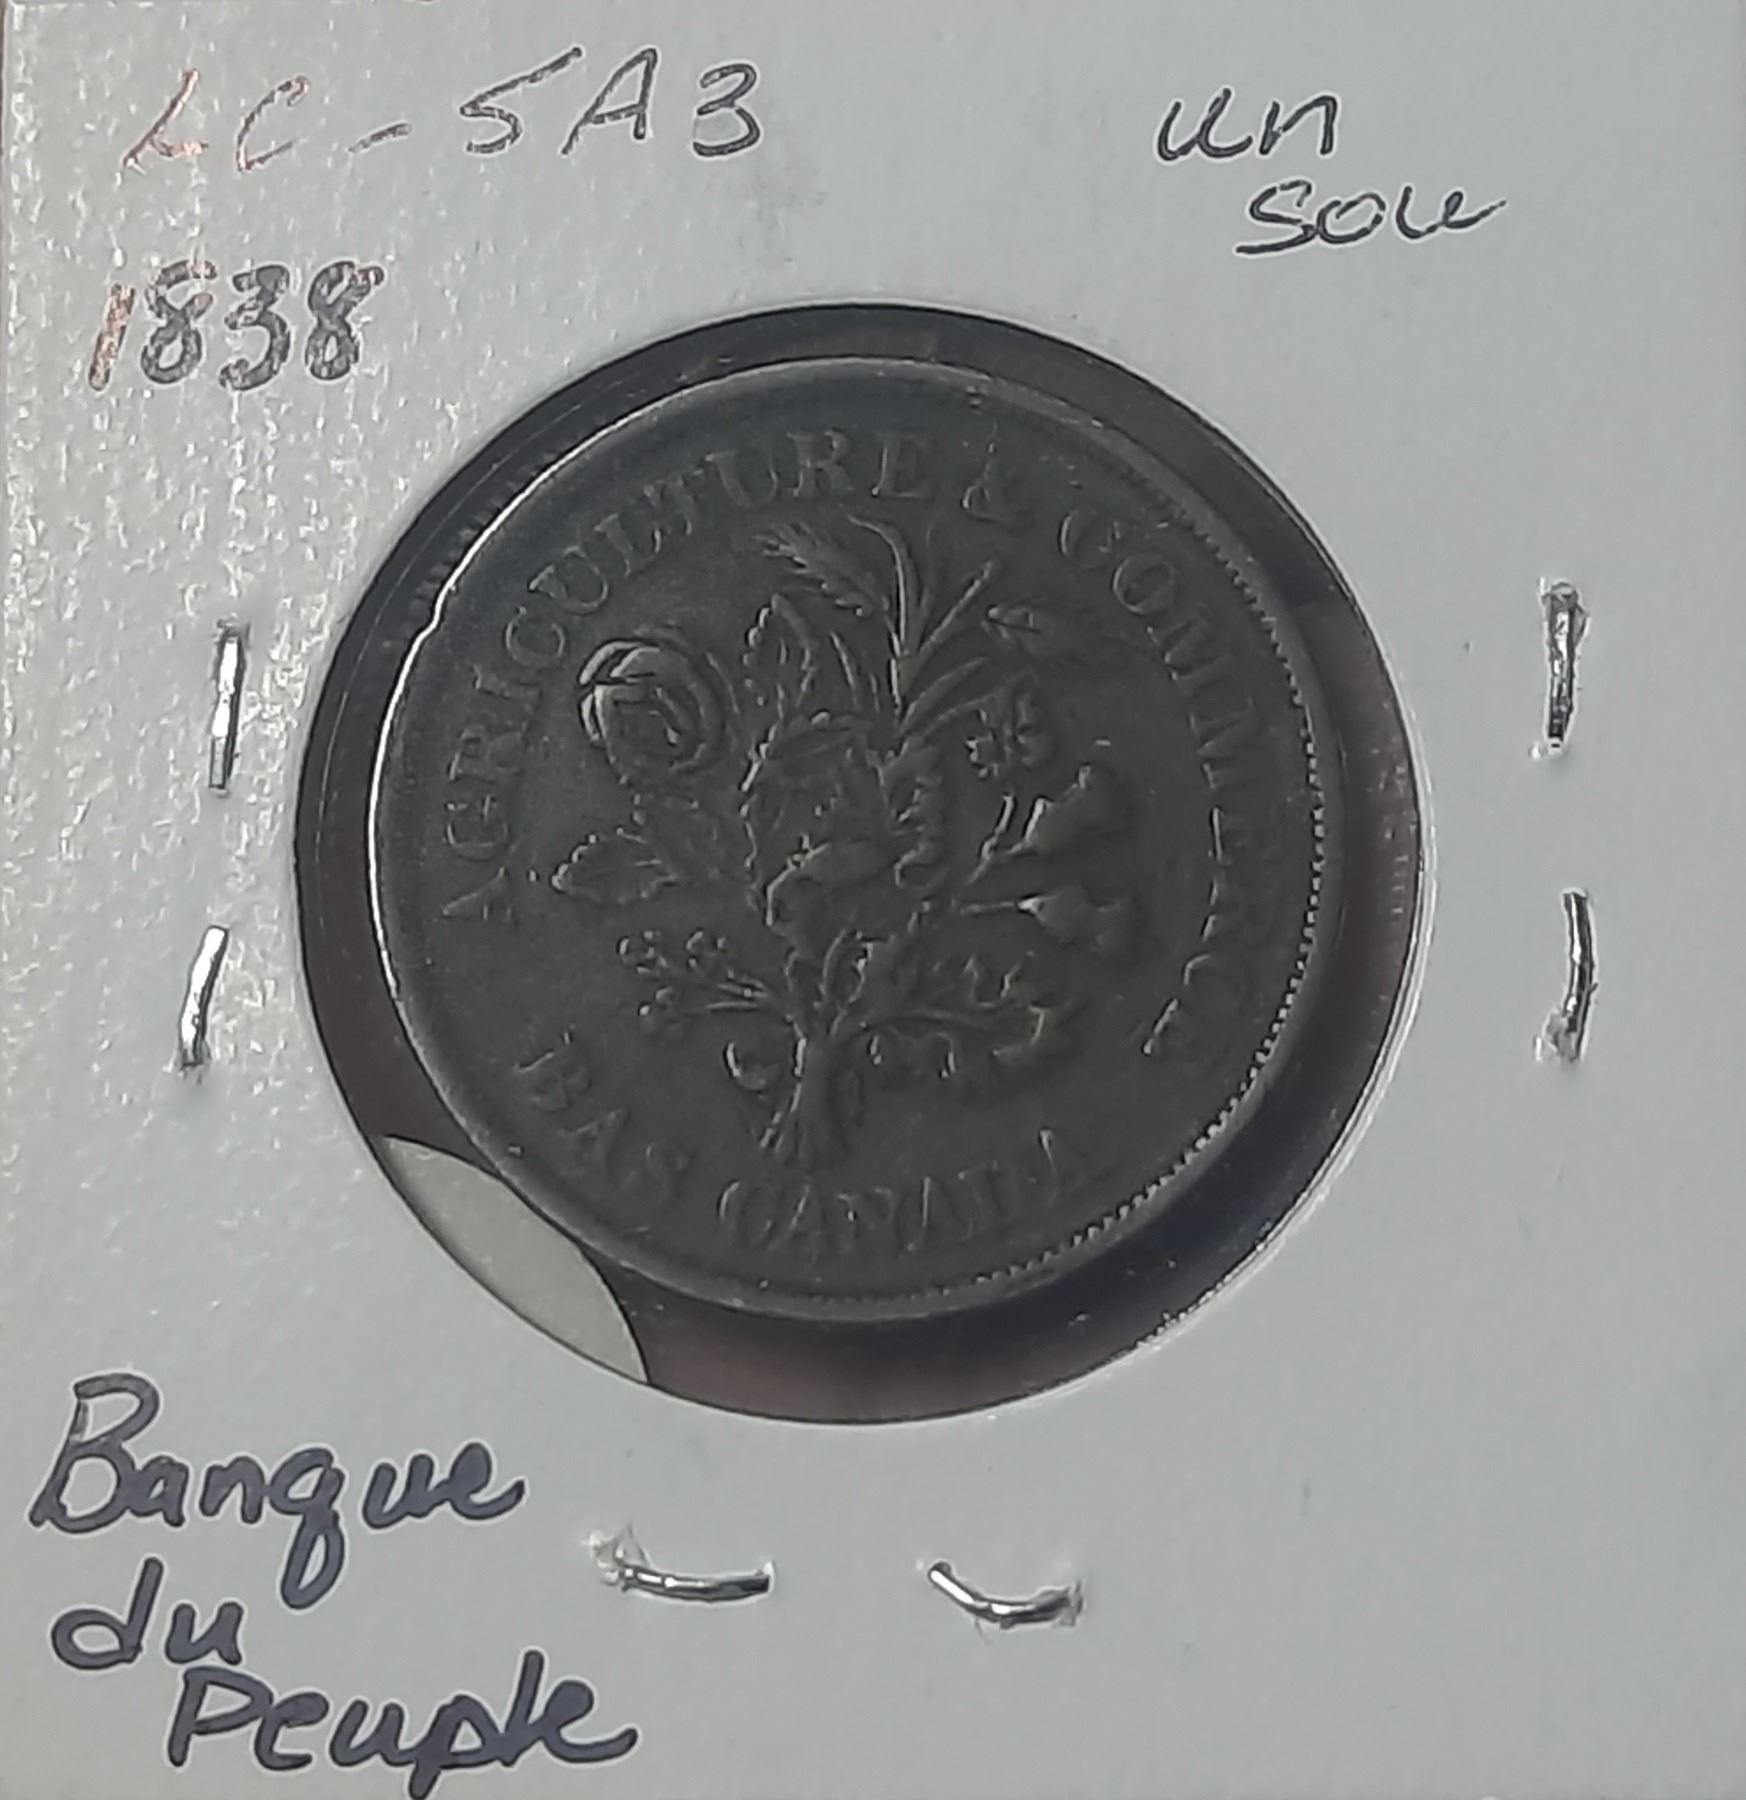 LC-5A3
un
sou
1838
AGRICULTURE & COMMERCE
BAS CANADA
Banque
du
Peuple